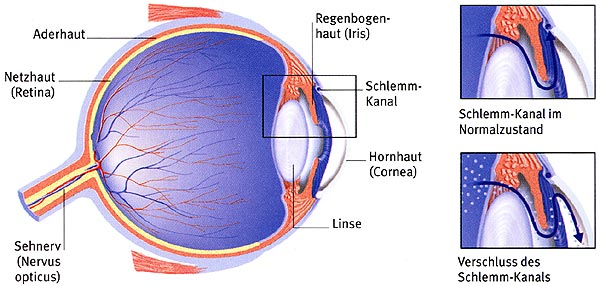 Aderhaut
Netzhaut
(Retina)
Sehnerv
(Nervus
opticus)
Regenbogen-
haut (Iris)
Schlemm-
Kanal
Hornhaut
(Cornea)
Linse
Schlemm-Kanal im
Normalzustand
Verschluss des
Schlemm-Kanals